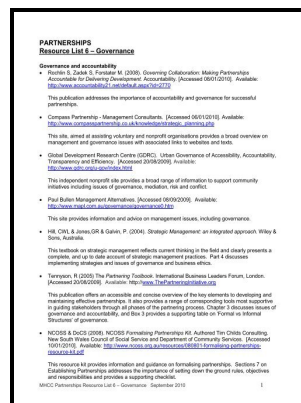 PARTNERSHIPS
Resource List 6 – Governance
Governance and accountability
• Rochlin S, Zadek S, Forstater M. (2008). Governing Collaboration: Making Partnerships
Accountable for Delivering Development. Accountability. [Accessed 08/01/2010]. Available:
http://www.accountability21.net/default.aspx?id=2770
This publication addresses the importance of accountability and governance for successful
partnerships.
• Compass Partnership - Management Consultants. [Accessed 06/01/2010]. Available:
http://www.compasspartnership.co.uk/knowledge/strategic_planning.php
This site, aimed at assisting voluntary and nonprofit organisations provides a broad overview on
management and governance issues with associated links to websites and texts.
• Global Development Research Centre (GDRC). Urban Governance of Accessibility, Accountability,
Transparency and Efficiency. [Accessed 20/08/2009]. Available:
http://www.gdrc.org/u-gov/index.html
This independent nonprofit site provides a broad range of information to support community
initiatives including issues of governance, mediation, risk and conflict.
• Paul Bullen Management Alternatives. [Accessed 08/09/2009]. Available:
http://www.mapl.com.au/governance/governance0.htm
This site provides information and advice on management issues, including governance.
• Hill, CWL & Jones,GR & Galvin, P. (2004). Strategic Management: an integrated approach. Wiley &
Sons, Australia.
This textbook on strategic management reflects current thinking in the field and clearly presents a
complete, and up to date account of strategic management practices. Part 4 discusses
implementing strategies and issues of governance and business ethics.
• Tennyson, R (2005) The Partnering Toolbook. International Business Leaders Forum, London.
[Accessed 20/08/2009]. Available: http://www.ThePartneringInitiative.org
This publication offers an accessible and concise overview of the key elements to developing and
maintaining effective partnerships. It also provides a range of corresponding tools most supportive
in guiding stakeholders through all phases of the partnering process. Chapter 3 discusses issues of
governance and accountability, and Box 3 provides a supporting table on 'Formal vs Informal
Structures' of governance.
• NCOSS & DoCS (2008). NCOSS Formalising Partnerships Kit. Authored Tim Childs Consulting.
New South Wales Council of Social Service and Department of Community Services. [Accessed
10/01/2010]. Available: http://www.ncoss.org.au/resources/080801-formalising-partnerships-
resource-kit.pdf
This resource kit provides information and guidance on formalising partnerships. Sections 7 on
Establishing Partnerships addresses the importance of setting down the ground rules, objectives
and responsibilities and provides a supporting checklist.
MHCC Partnerships Resource List 6 – Governance September 2010 1